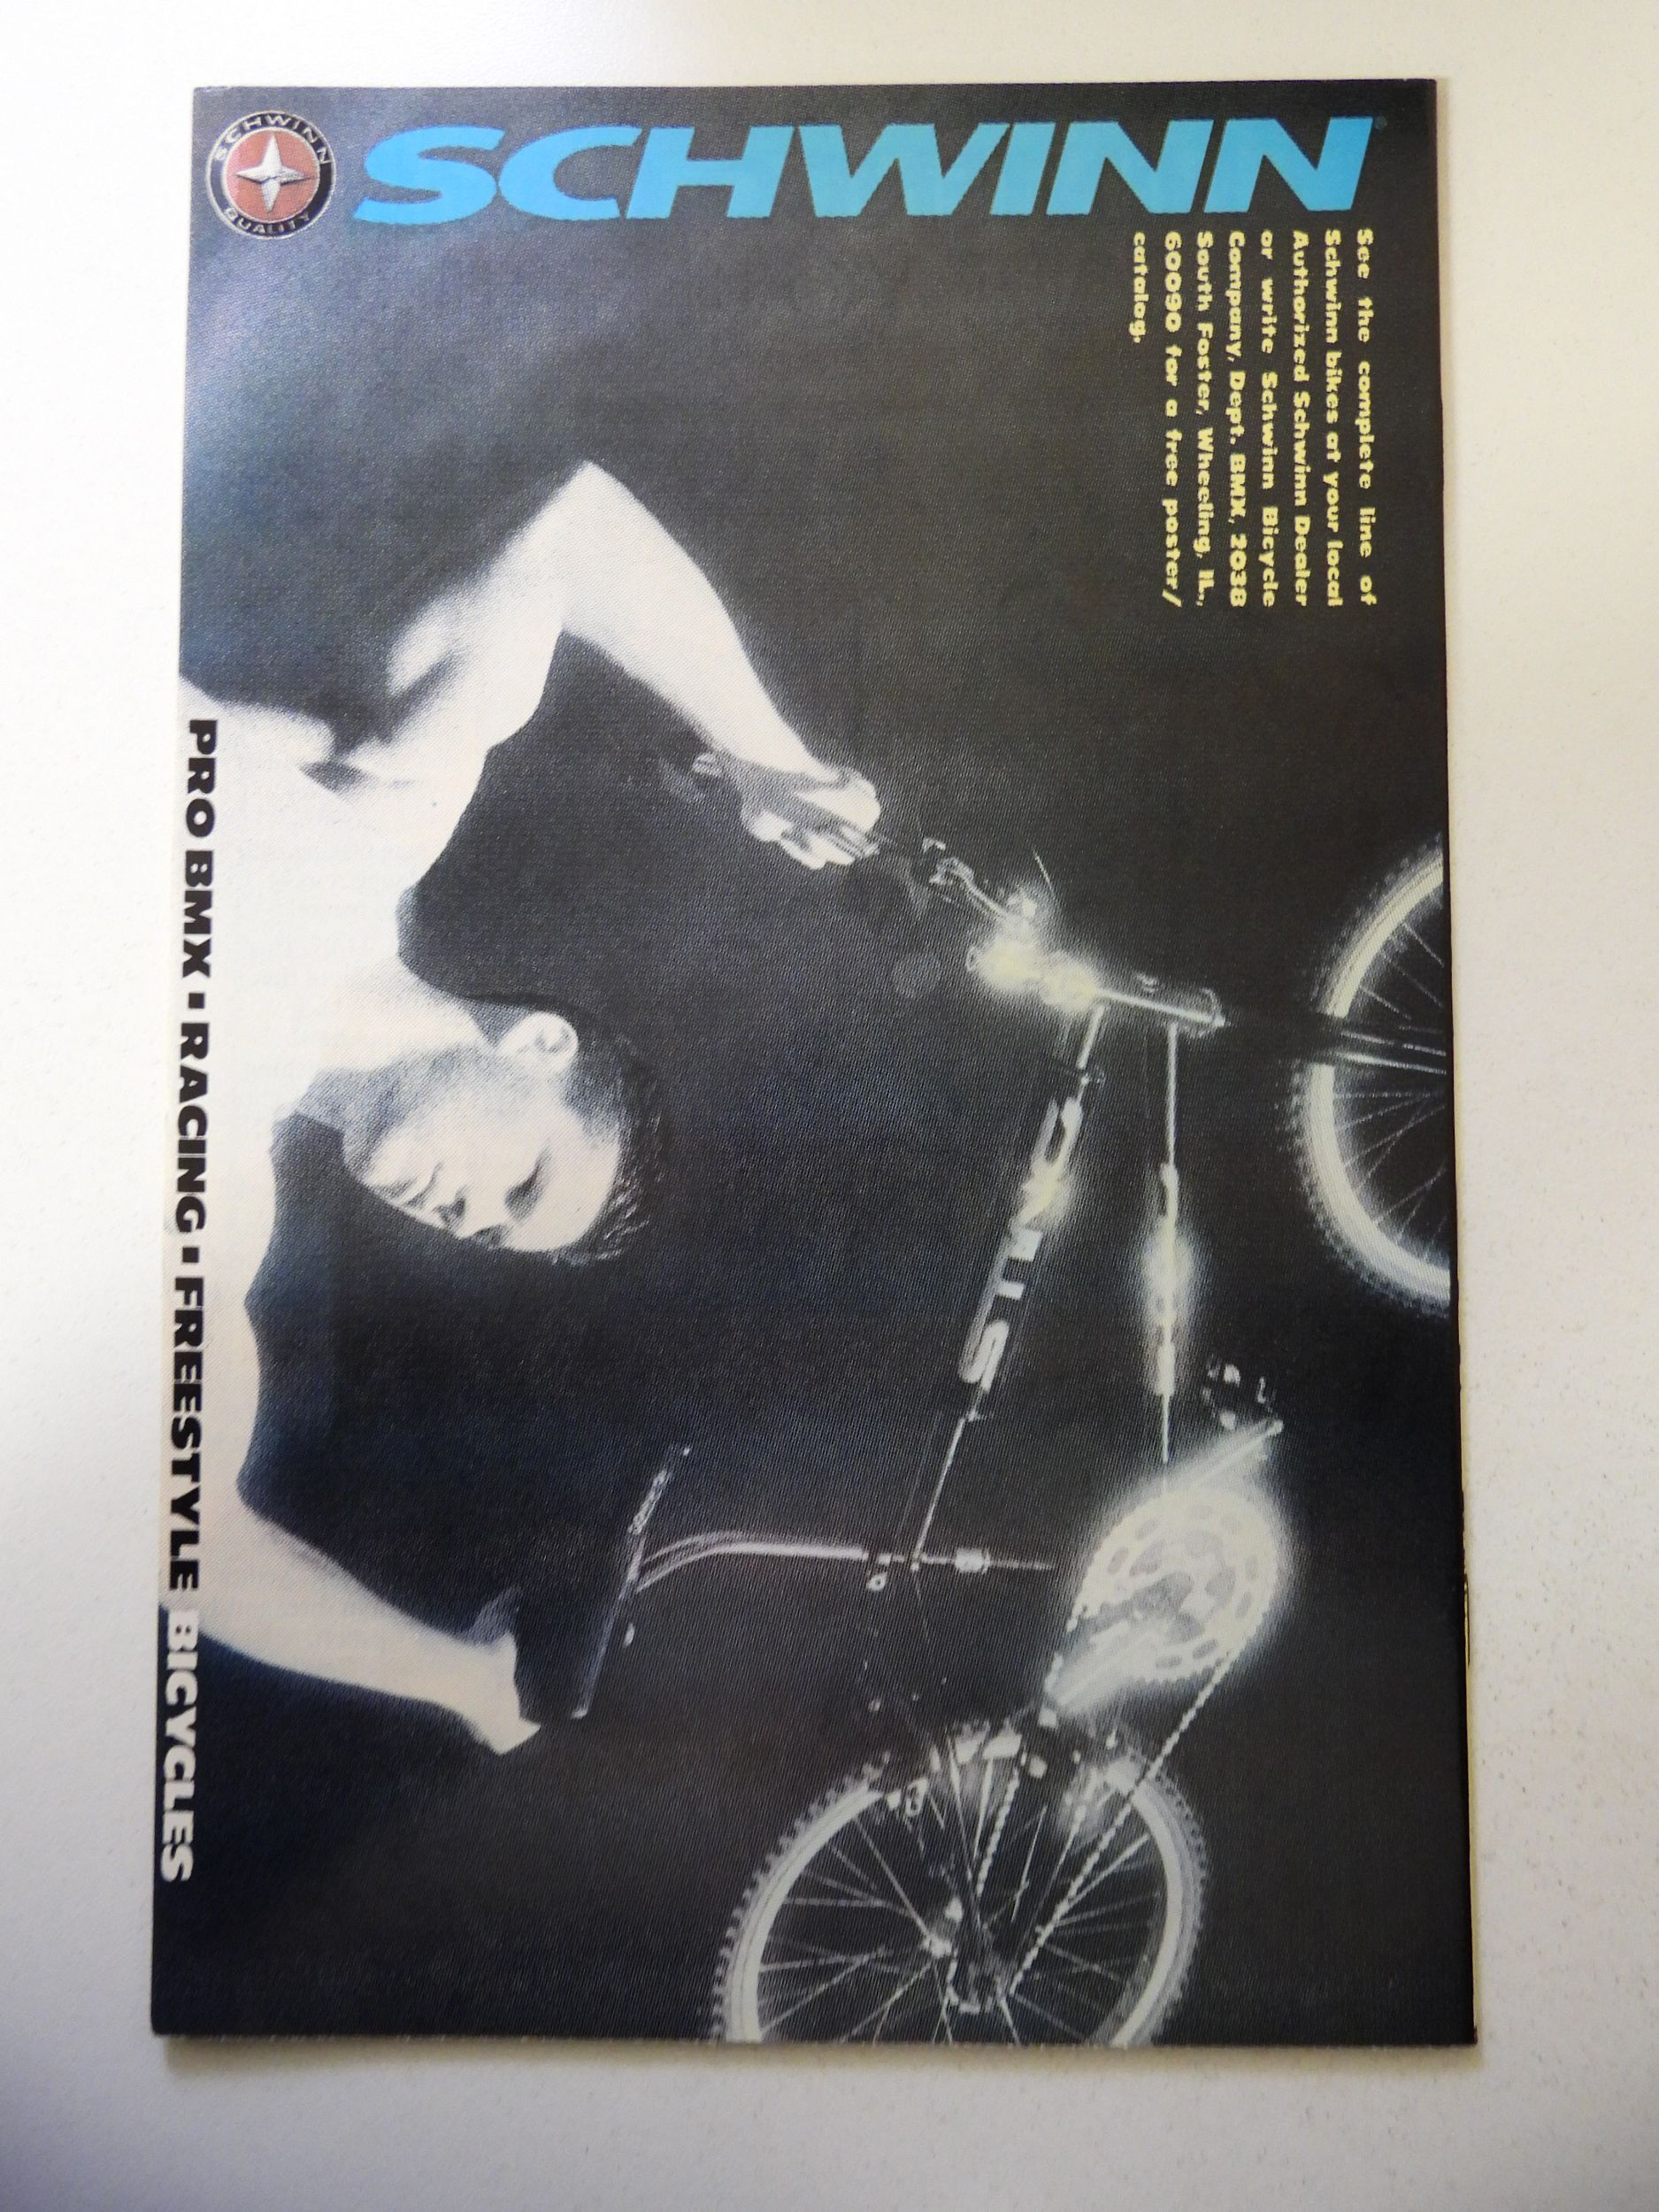 SCHWINN
QUALITY
SCHWINN®
See the complete line of
Schwinn bikes at your local
Authorized Schwinn Dealer
or write Schwinn Bicycle
Company, Dept. BMX, 2038
South Foster, Wheeling, IL,
60090 for a free poster/
catalog.
STING
PRO BMX ▪ RACING ▪ FREESTYLE BICYCLES